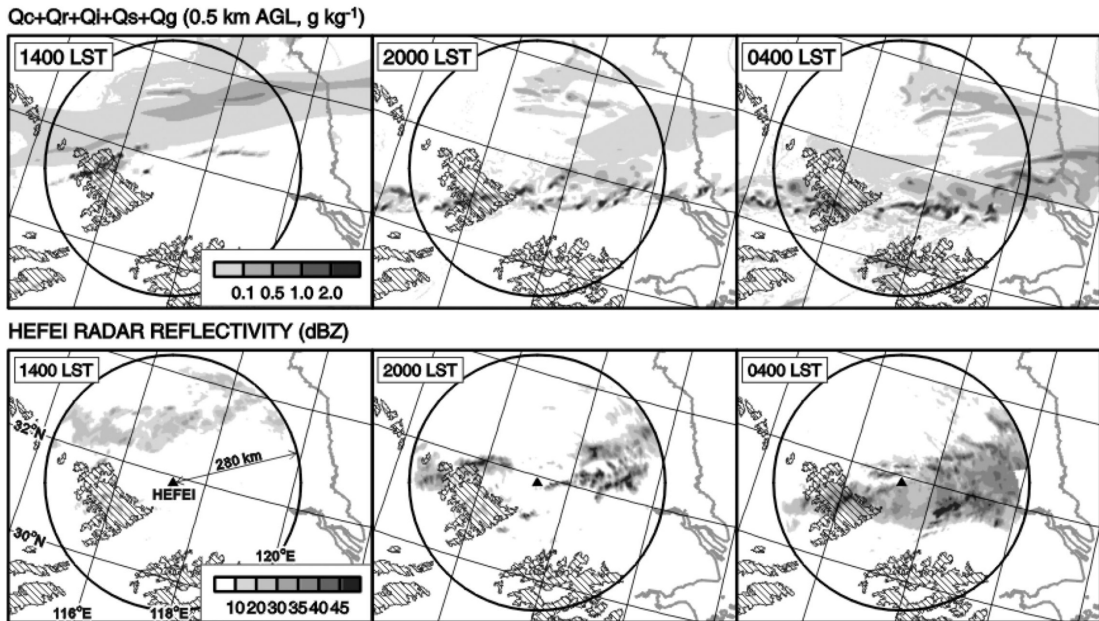 Qc+Qr+Qi+Qs+Qg (0.5 km AGL, g kg⁻¹)
1400 LST
2000 LST
0400 LST
0.1 0.5 1.0 2.0
HEFEI RADAR REFLECTIVITY (dBZ)
1400 LST
2000 LST
0400 LST
32°N
280 km
HEFEI
30°N
120°E
10 20 30 35 40 45
116°E
118°E